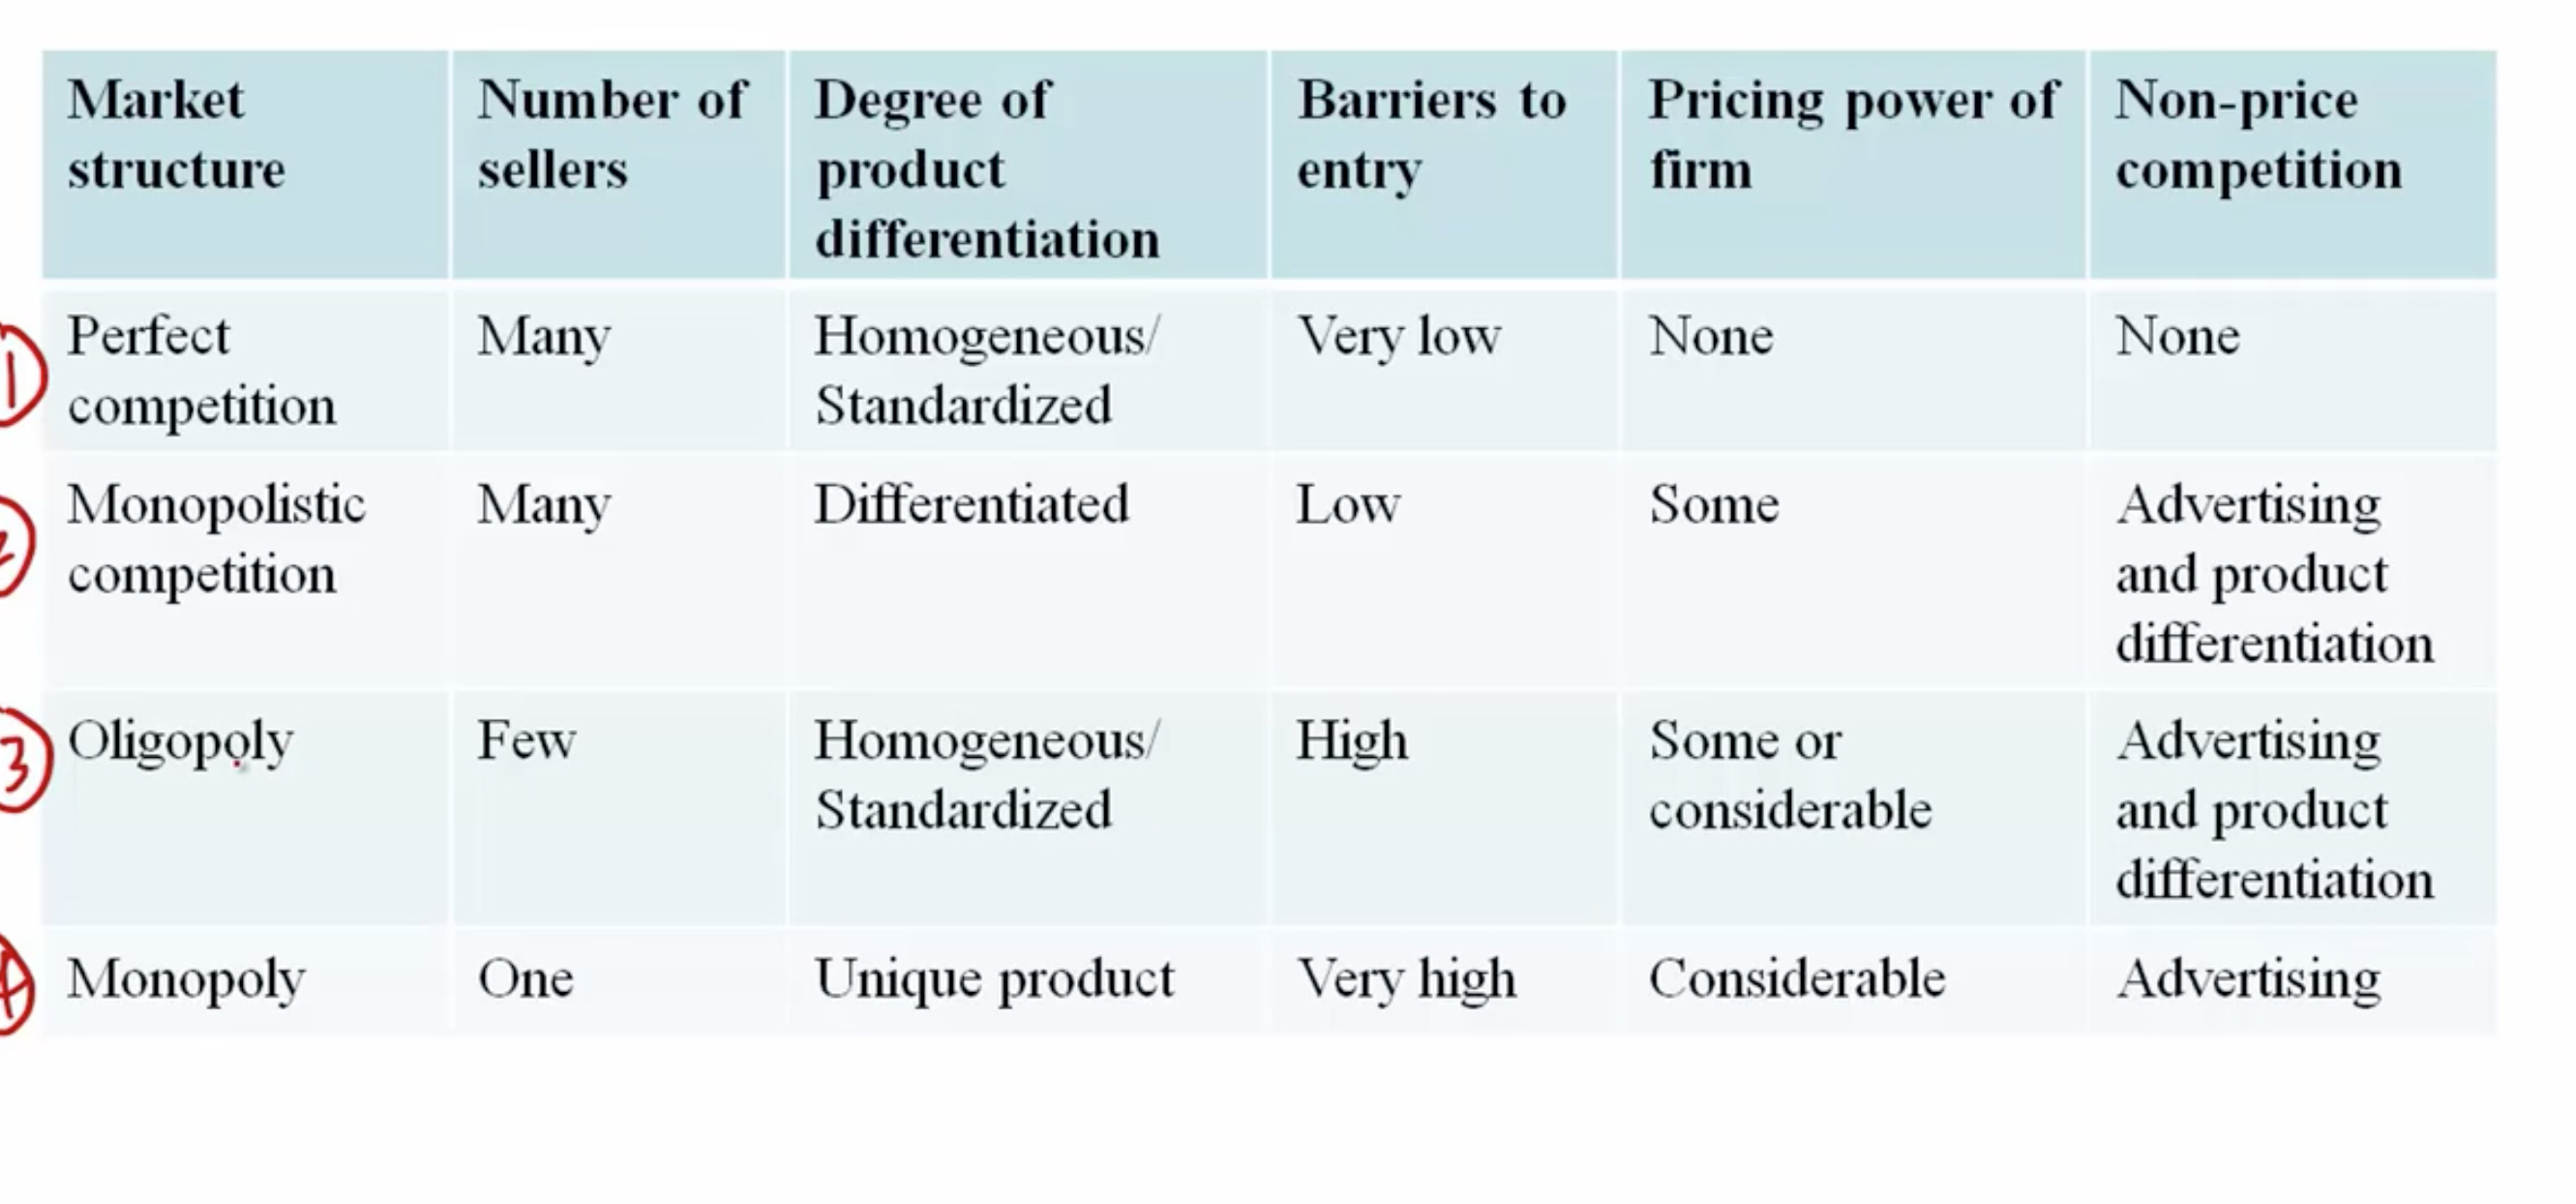 Market structure
Number of sellers
Degree of product differentiation
Barriers to entry
Pricing power of firm
Non-price competition
1
Perfect competition
Many
Homogeneous/ Standardized
Very low
None
None
2
Monopolistic competition
Many
Differentiated
Low
Some
Advertising and product differentiation
3
Oligopoly
Few
Homogeneous/ Standardized
High
Some or considerable
Advertising and product differentiation
4
Monopoly
One
Unique product
Very high
Considerable
Advertising